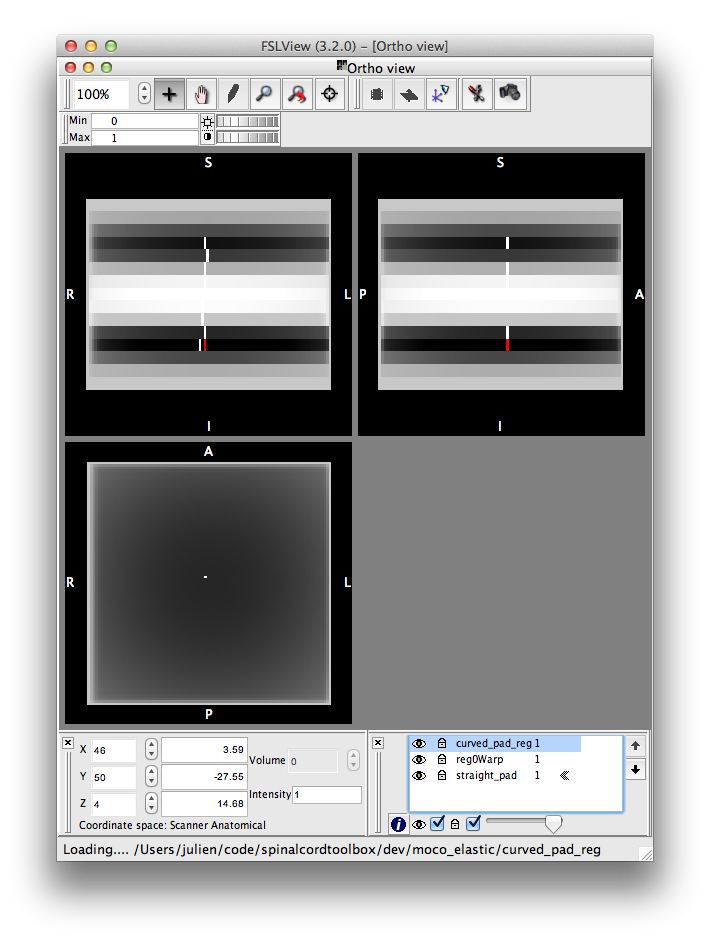 FSLView (3.2.0) – [Ortho view]
Ortho view
100%
Min 0
Max 1
S S
R L P A
I I
A
R L
P
X 46 3.59
Y 50 -27.55
Z 4 14.68
Volume 0
Intensity 1
Coordinate space: Scanner Anatomical
curved_pad_reg 1
reg0Warp 1
straight_pad 1
Loading.... /Users/julien/code/spinalcordtoolbox/dev/moco_elastic/curved_pad_reg